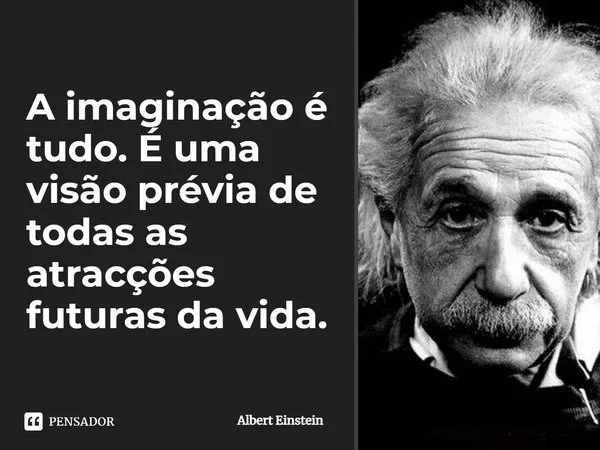 A imaginação é
tudo. É uma
visão prévia de
todas as
atracções
futuras da vida.
PENSADOR
Albert Einstein